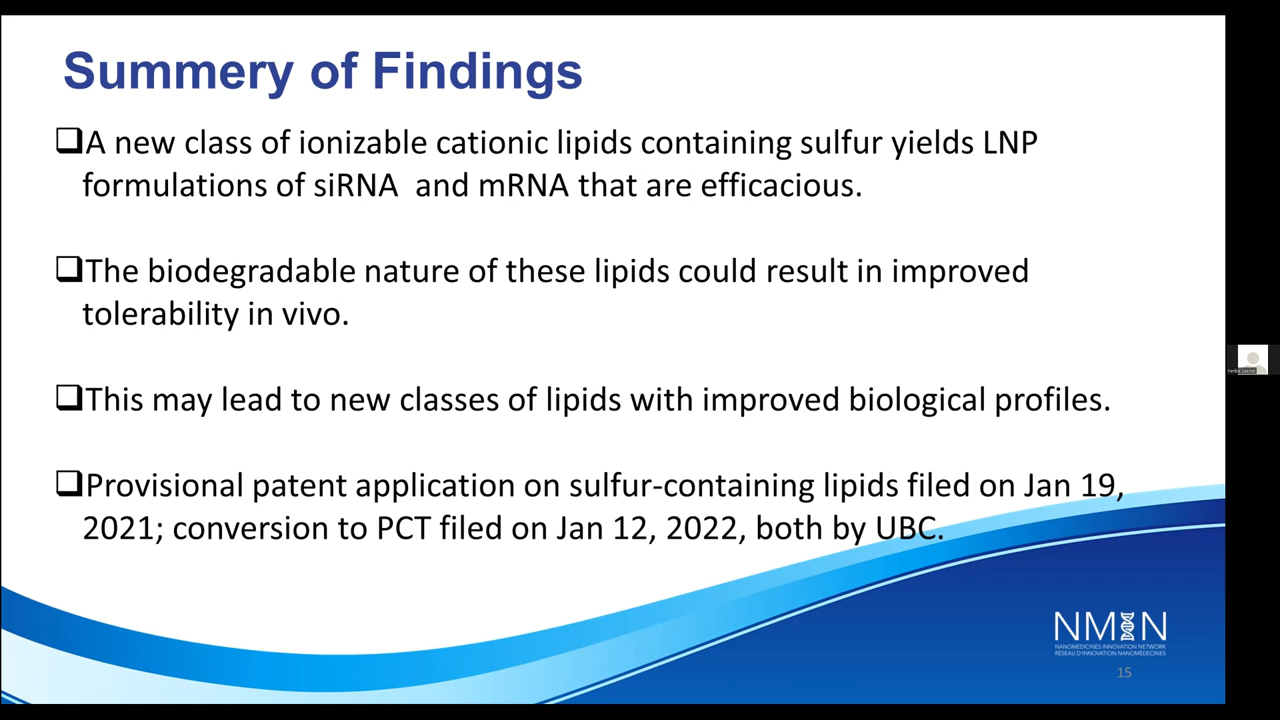 Summery of Findings
❑A new class of ionizable cationic lipids containing sulfur yields LNP
formulations of siRNA  and mRNA that are efficacious.
❑The biodegradable nature of these lipids could result in improved
tolerability in vivo.
❑This may lead to new classes of lipids with improved biological profiles.
❑Provisional patent application on sulfur-containing lipids filed on Jan 19,
2021; conversion to PCT filed on Jan 12, 2022, both by UBC.
NMIN
NANOMEDICINES INNOVATION NETWORK
RÉSEAU D'INNOVATION NANOMÉDECINES
15